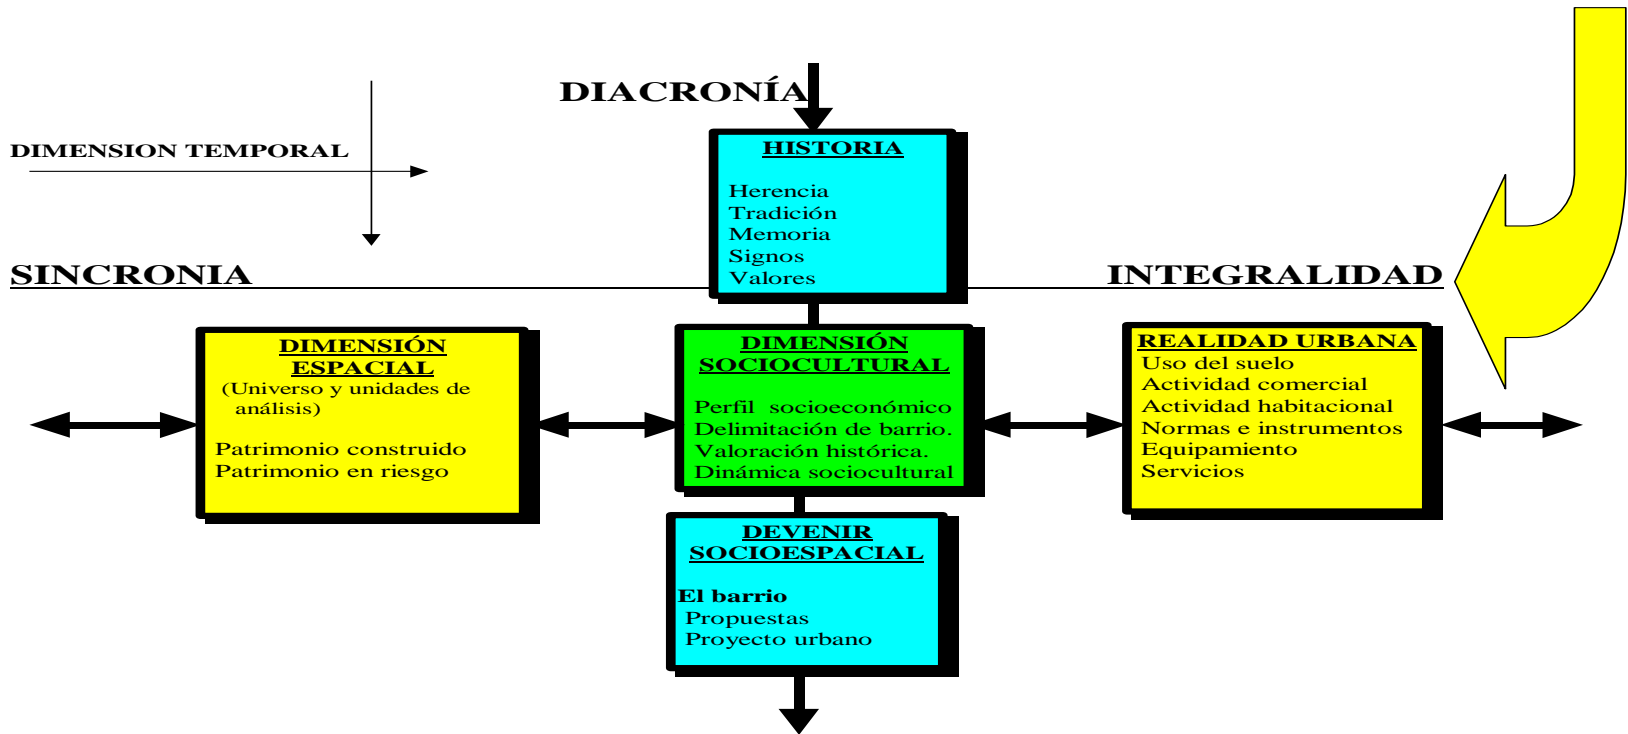 DIACRONÍA
DIMENSION TEMPORAL
HISTORIA
Herencia
Tradición
Memoria
Signos
Valores
SINCRONIA
INTEGRALIDAD
DIMENSIÓN
ESPACIAL
(Universo y unidades de
análisis)
Patrimonio construido
Patrimonio en riesgo
DIMENSIÓN
SOCIOCULTURAL
Perfil socioeconómico
Delimitación de barrio.
Valoración histórica.
Dinámica sociocultural
REALIDAD URBANA
Uso del suelo
Actividad comercial
Actividad habitacional
Normas e instrumentos
Equipamiento
Servicios
DEVENIR
SOCIOESPACIAL
El barrio
Propuestas
Proyecto urbano